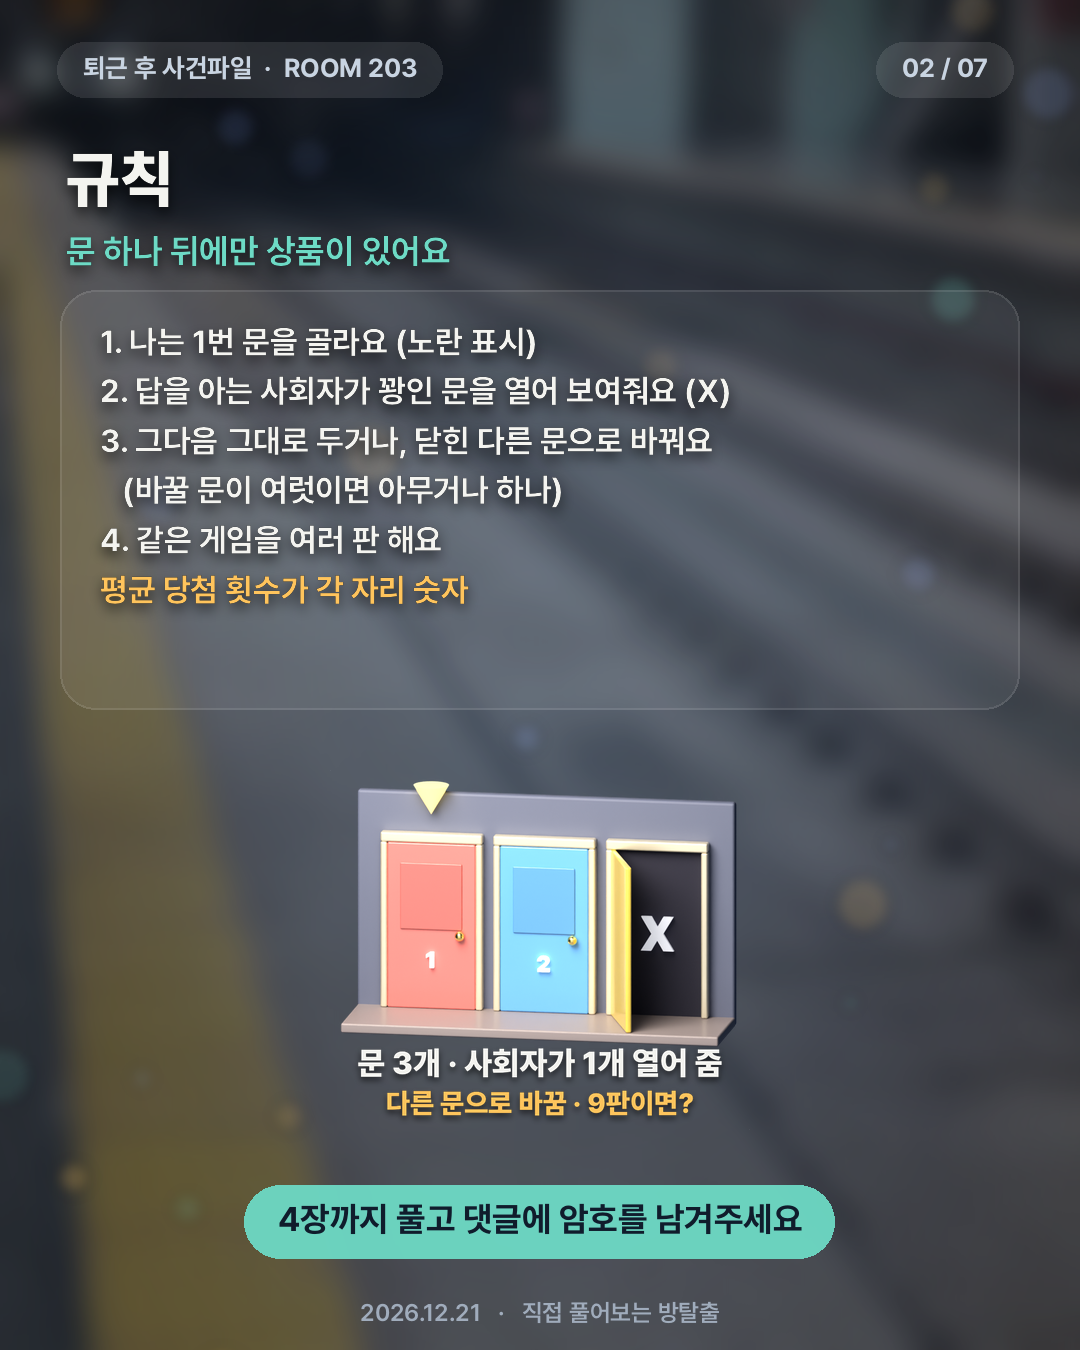 퇴근 후 사건파일 · ROOM 203
02 / 07
규칙
문 하나 뒤에만 상품이 있어요
1. 나는 1번 문을 골라요 (노란 표시)
2. 답을 아는 사회자가 꽝인 문을 열어 보여줘요 (X)
3. 그다음 그대로 두거나, 닫힌 다른 문으로 바꿔요
(바꿀 문이 여럿이면 아무거나 하나)
4. 같은 게임을 여러 판 해요
평균 당첨 횟수가 각 자리 숫자
1
2
X
문 3개 · 사회자가 1개 열어 줌
다른 문으로 바꿈 · 9판이면?
4장까지 풀고 댓글에 암호를 남겨주세요
2026.12.21 · 직접 풀어보는 방탈출